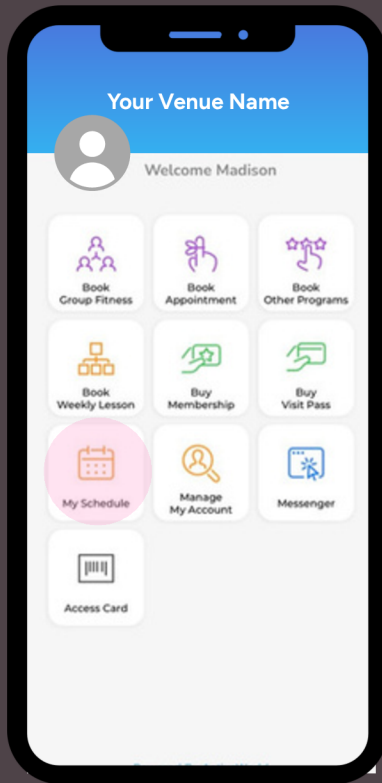 Your Venue Name
Welcome Madison
Book
Group Fitness
Book
Appointment
Book
Other Programs
Book
Weekly Lesson
Buy
Membership
Buy
Visit Pass
My Schedule
Manage
My Account
Messenger
Access Card